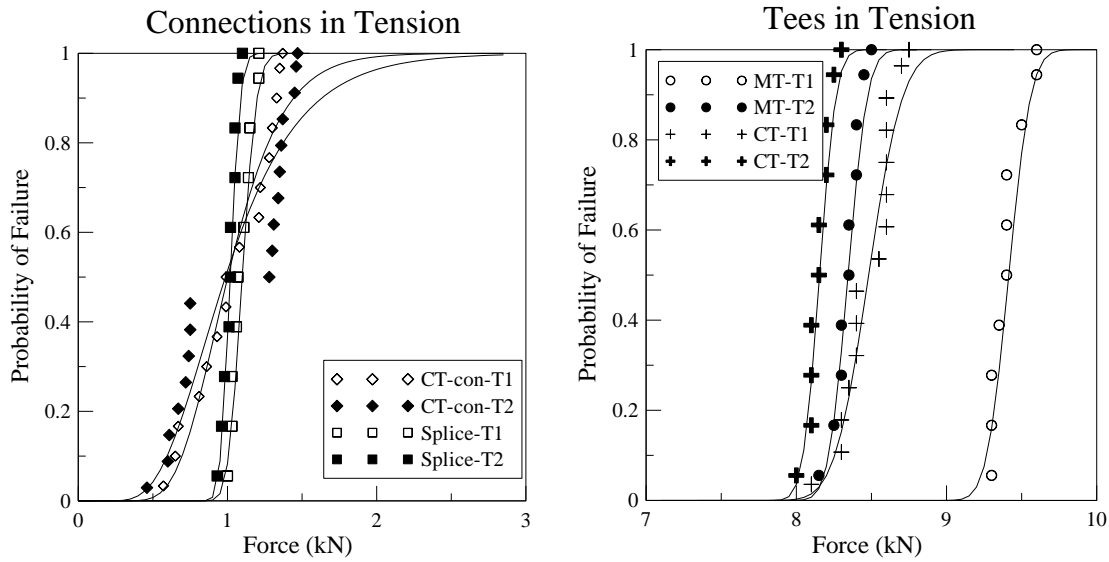 Connections in Tension
1
0.8
0.6
0.4
0.2
0
Probability of Failure
CT-con-T1
CT-con-T2
Splice-T1
Splice-T2
0 1 2 3
Force (kN)
Tees in Tension
1
0.8
0.6
0.4
0.2
0
Probability of Failure
MT-T1
MT-T2
CT-T1
CT-T2
7 8 9 10
Force (kN)